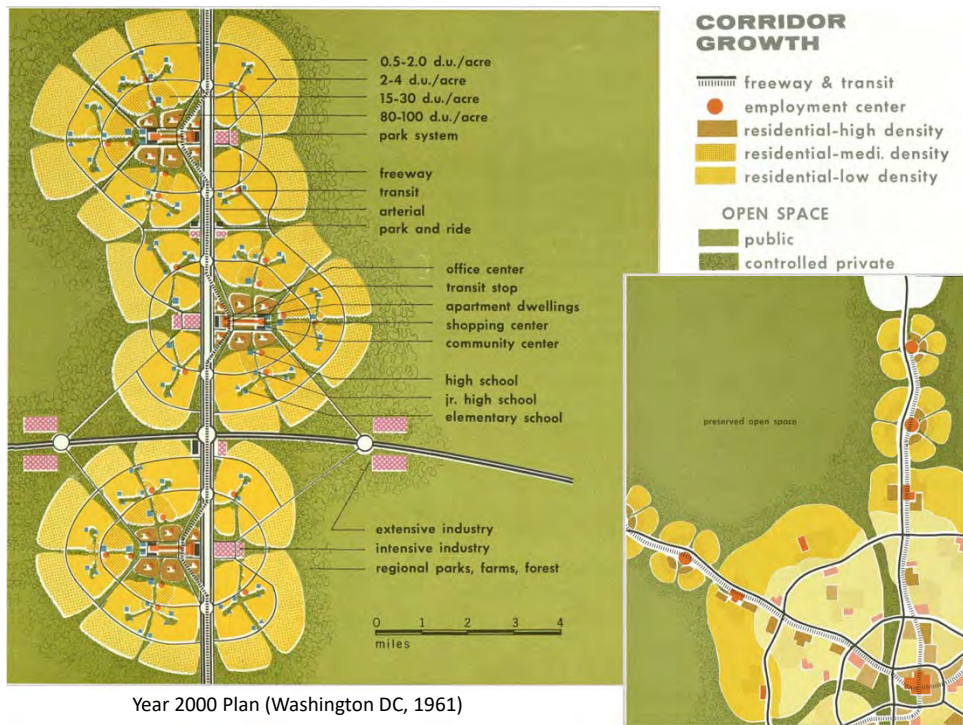 0.5-2.0 d.u./acre
2-4 d.u./acre
15-30 d.u./acre
80-100 d.u./acre
park system
freeway
transit
arterial
park and ride
office center
transit stop
apartment dwellings
shopping center
community center
high school
jr. high school
elementary school
extensive industry
intensive industry
regional parks, farms, forest
0 1 2 3 4
miles
Year 2000 Plan (Washington DC, 1961)
CORRIDOR
GROWTH
freeway & transit
employment center
residential-high density
residential-medi. density
residential-low density
OPEN SPACE
public
controlled private
preserved open space